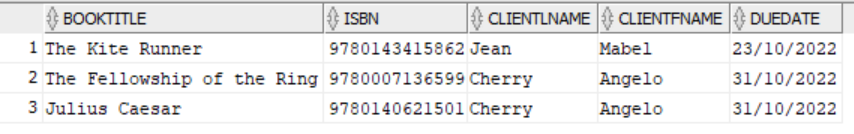 BOOKTITLE ISBN CLIENTLNAME CLIENTFNAME DUEDATE
1 The Kite Runner 9780143415862 Jean Mabel 23/10/2022
2 The Fellowship of the Ring 9780007136599 Cherry Angelo 31/10/2022
3 Julius Caesar 9780140621501 Cherry Angelo 31/10/2022